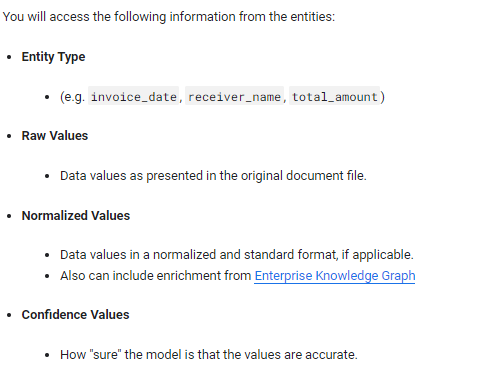 You will access the following information from the entities:
• Entity Type
• (e.g. invoice_date, receiver_name, total_amount)
• Raw Values
• Data values as presented in the original document file.
• Normalized Values
• Data values in a normalized and standard format, if applicable.
• Also can include enrichment from Enterprise Knowledge Graph
• Confidence Values
• How "sure" the model is that the values are accurate.